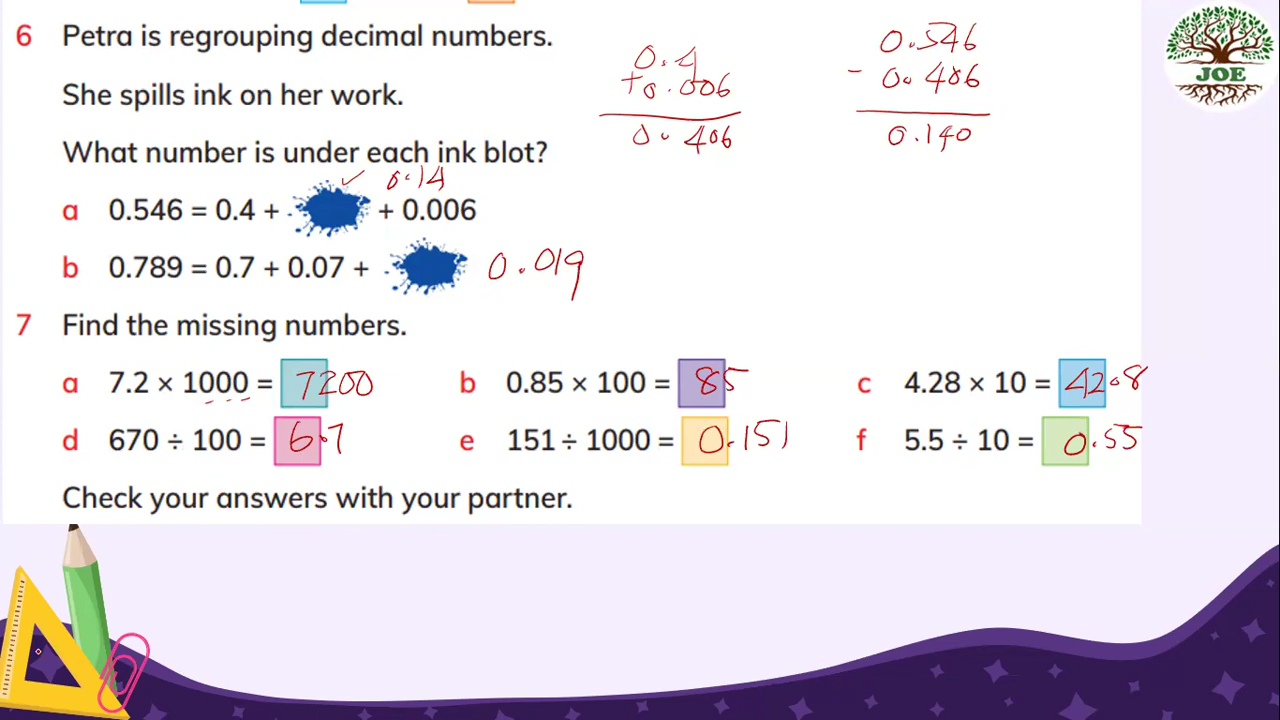 6 Petra is regrouping decimal numbers.
She spills ink on her work.
What number is under each ink blot?
0.4
+0.006
0.406
0.546
- 0.406
0.140
JOE
✓ 0.14
a 0.546 = 0.4 + + 0.006
b 0.789 = 0.7 + 0.07 + 0.019
7 Find the missing numbers.
a 7.2 × 1000 = 7200 b 0.85 × 100 = 85 c 4.28 × 10 = 42.8
d 670 ÷ 100 = 6.7 e 151 ÷ 1000 = 0.151 f 5.5 ÷ 10 = 0.55
Check your answers with your partner.